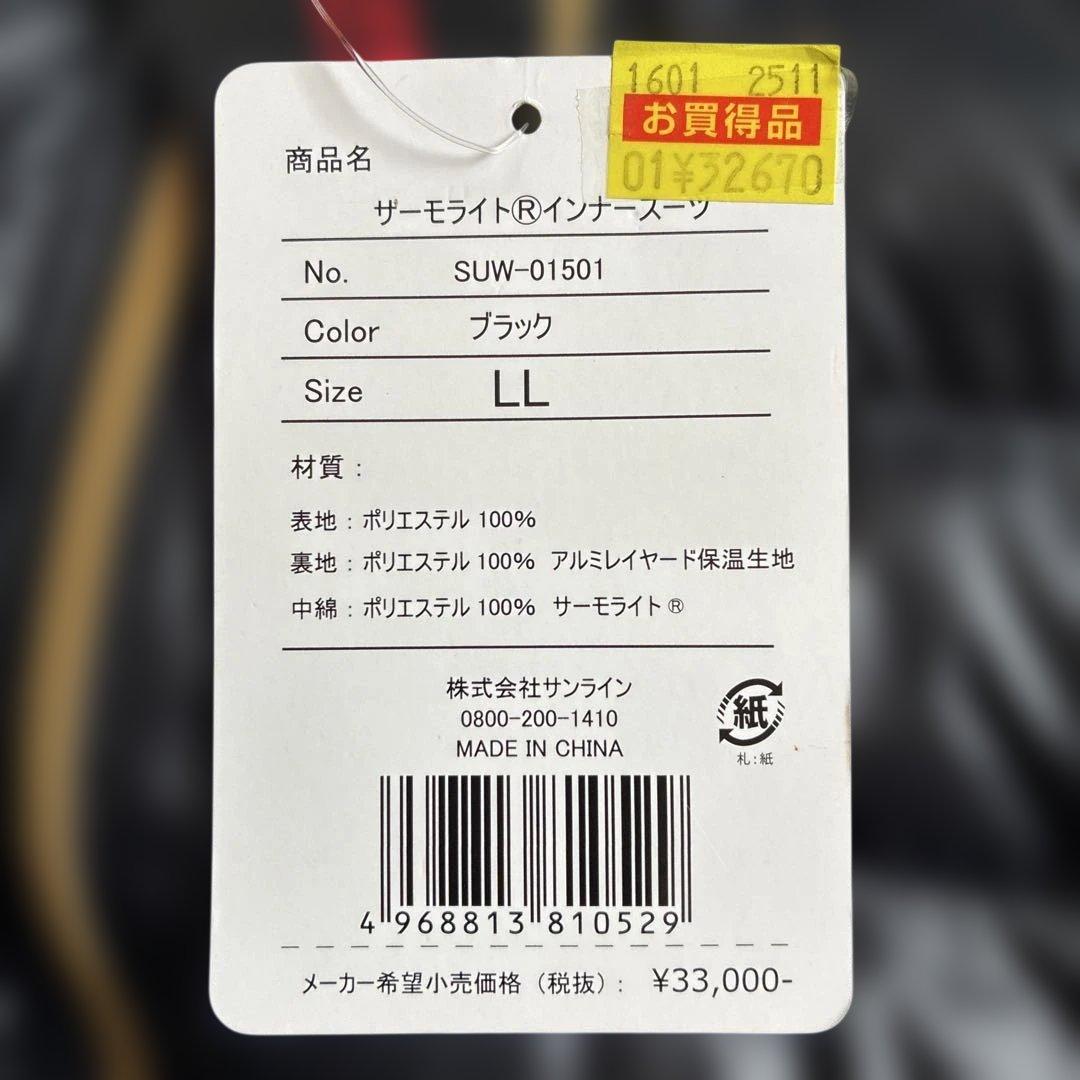 1601 2511
お買得品
01¥32670
商品名
ザーモライト®インナースーツ
No. SUW-01501
Color ブラック
Size LL
材質：
表地：ポリエステル 100%
裏地：ポリエステル 100% アルミレイヤード保温生地
中綿：ポリエステル 100% サーモライト®
株式会社サンライン
0800-200-1410
MADE IN CHINA
紙
札：紙
4 968813 810529
メーカー希望小売価格（税抜）： ¥33,000-